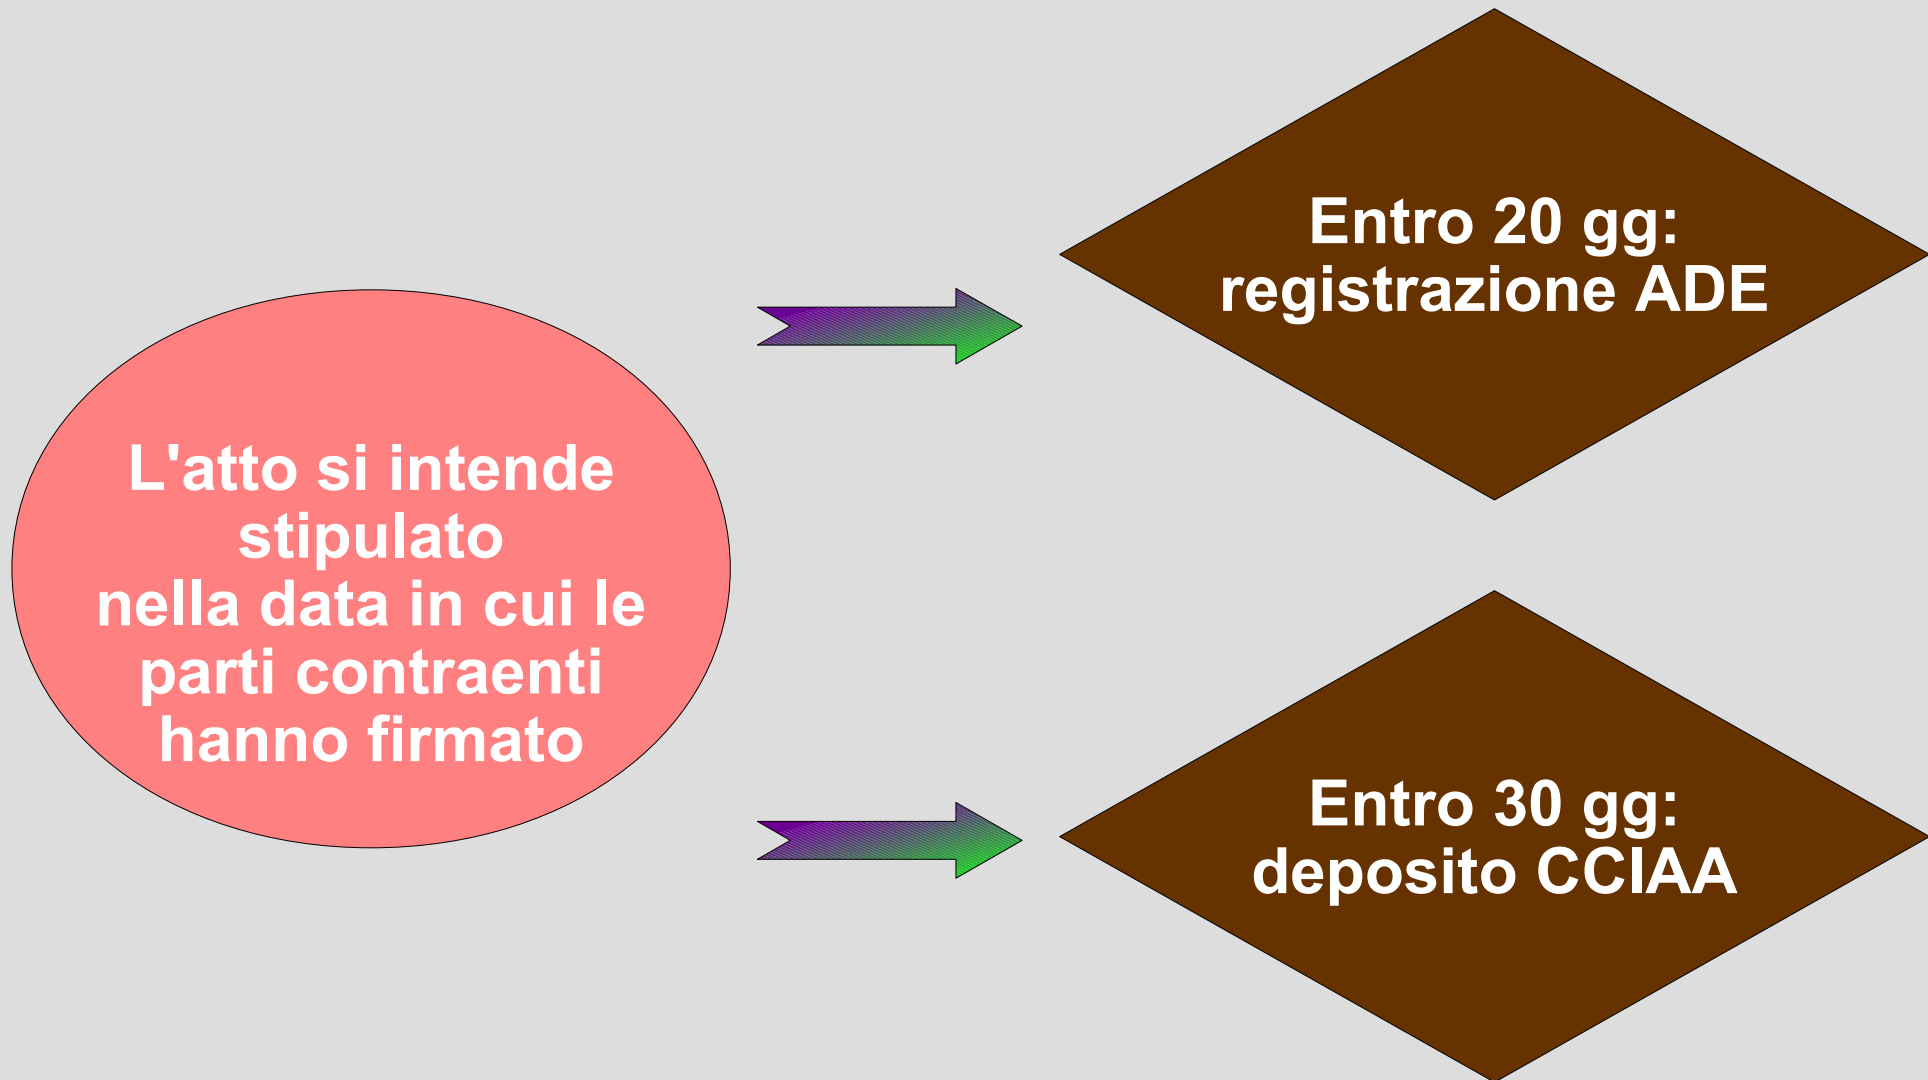 L'atto si intende
stipulato
nella data in cui le
parti contraenti
hanno firmato
Entro 20 gg:
registrazione ADE
Entro 30 gg:
deposito CCIAA